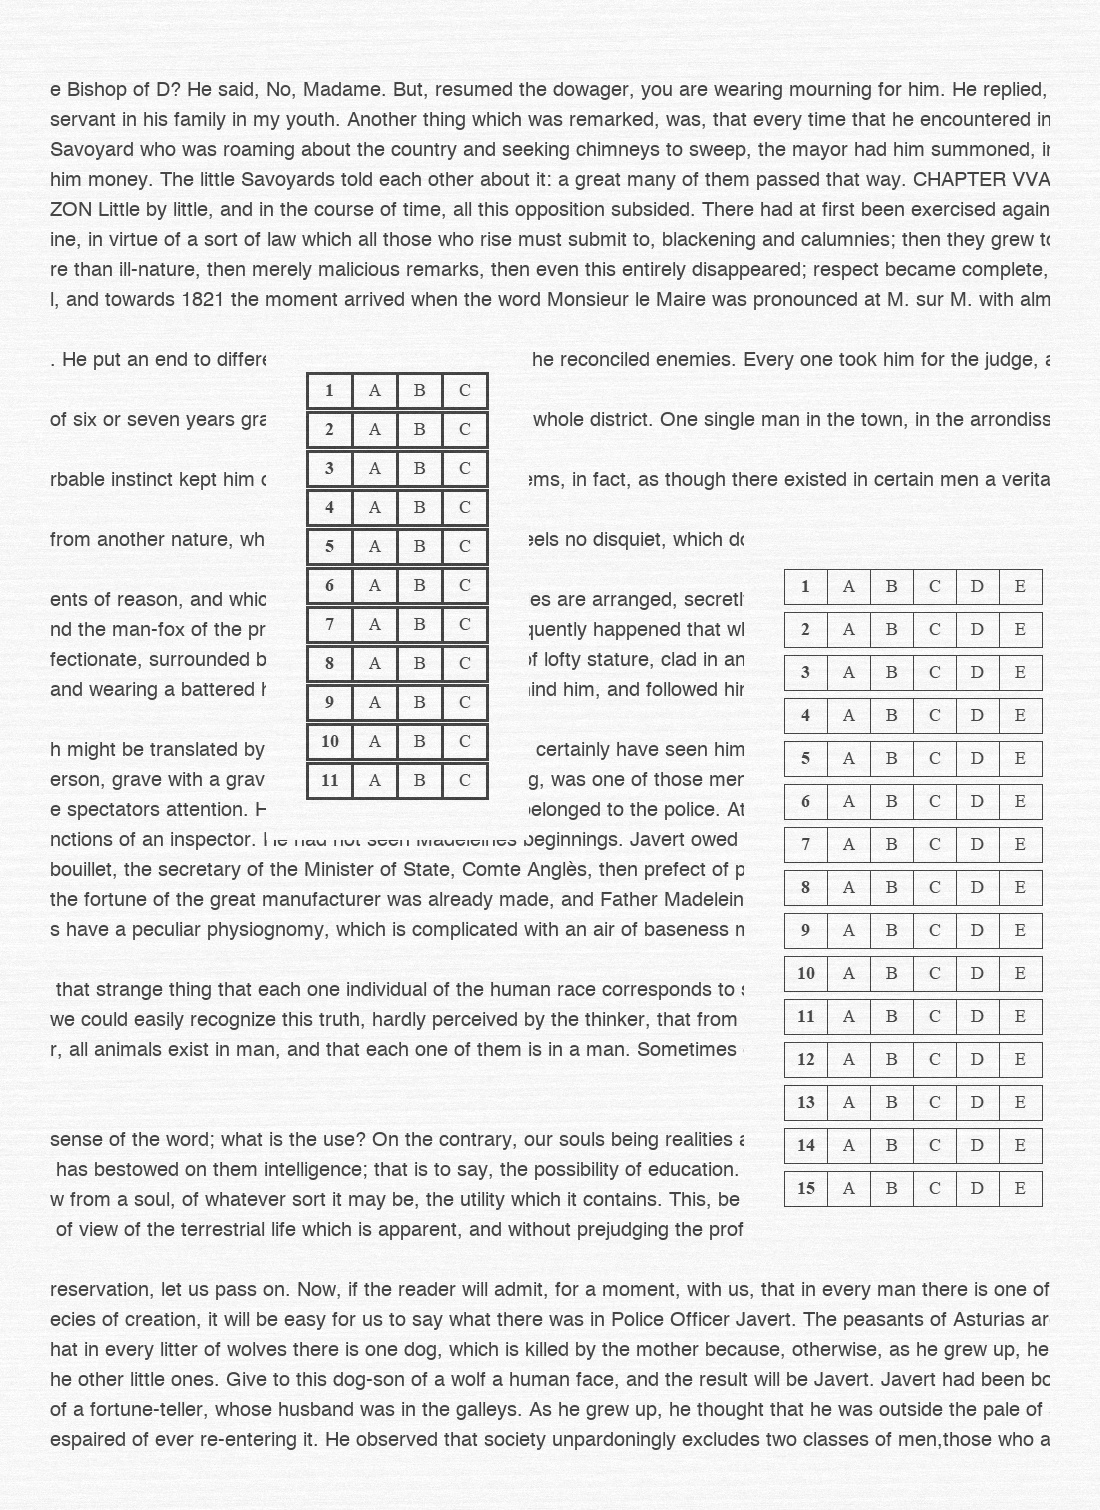 e Bishop of D? He said, No, Madame. But, resumed the dowager, you are wearing mourning for him. He replied,
servant in his family in my youth. Another thing which was remarked, was, that every time that he encountered in
Savoyard who was roaming about the country and seeking chimneys to sweep, the mayor had him summoned, in
him money. The little Savoyards told each other about it: a great many of them passed that way. CHAPTER VVA
ZON Little by little, and in the course of time, all this opposition subsided. There had at first been exercised again
ine, in virtue of a sort of law which all those who rise must submit to, blackening and calumnies; then they grew to
re than ill-nature, then merely malicious remarks, then even this entirely disappeared; respect became complete,
l, and towards 1821 the moment arrived when the word Monsieur le Maire was pronounced at M. sur M. with alm
. He put an end to differe he reconciled enemies. Every one took him for the judge, a
of six or seven years gra whole district. One single man in the town, in the arrondiss
rbable instinct kept him ems, in fact, as though there existed in certain men a verita
from another nature, wh eels no disquiet, which do
ents of reason, and whic es are arranged, secretl
nd the man-fox of the pr quently happened that wh
fectionate, surrounded b of lofty stature, clad in an
and wearing a battered h ind him, and followed him
h might be translated by certainly have seen him
erson, grave with a grav g, was one of those men
e spectators attention. H belonged to the police. At
nctions of an inspector. He had not seen Madeleines beginnings. Javert owed
bouillet, the secretary of the Minister of State, Comte Anglès, then prefect of p
the fortune of the great manufacturer was already made, and Father Madelein
s have a peculiar physiognomy, which is complicated with an air of baseness m
that strange thing that each one individual of the human race corresponds to s
we could easily recognize this truth, hardly perceived by the thinker, that from
r, all animals exist in man, and that each one of them is in a man. Sometimes
sense of the word; what is the use? On the contrary, our souls being realities a
has bestowed on them intelligence; that is to say, the possibility of education.
w from a soul, of whatever sort it may be, the utility which it contains. This, be
of view of the terrestrial life which is apparent, and without prejudging the prof
reservation, let us pass on. Now, if the reader will admit, for a moment, with us, that in every man there is one of
ecies of creation, it will be easy for us to say what there was in Police Officer Javert. The peasants of Asturias ar
hat in every litter of wolves there is one dog, which is killed by the mother because, otherwise, as he grew up, he
he other little ones. Give to this dog-son of a wolf a human face, and the result will be Javert. Javert had been bo
of a fortune-teller, whose husband was in the galleys. As he grew up, he thought that he was outside the pale of
espaired of ever re-entering it. He observed that society unpardoningly excludes two classes of men,those who a
1 A B C
2 A B C
3 A B C
4 A B C
5 A B C
6 A B C
7 A B C
8 A B C
9 A B C
10 A B C
11 A B C
1 A B C D E
2 A B C D E
3 A B C D E
4 A B C D E
5 A B C D E
6 A B C D E
7 A B C D E
8 A B C D E
9 A B C D E
10 A B C D E
11 A B C D E
12 A B C D E
13 A B C D E
14 A B C D E
15 A B C D E